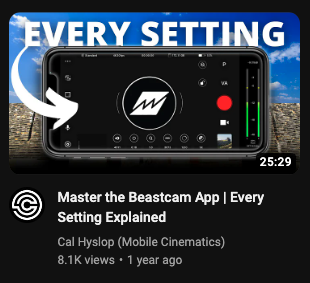 EVERY SETTING
P
VA
25:29
Master the Beastcam App | Every
Setting Explained
Cal Hyslop (Mobile Cinematics)
8.1K views • 1 year ago